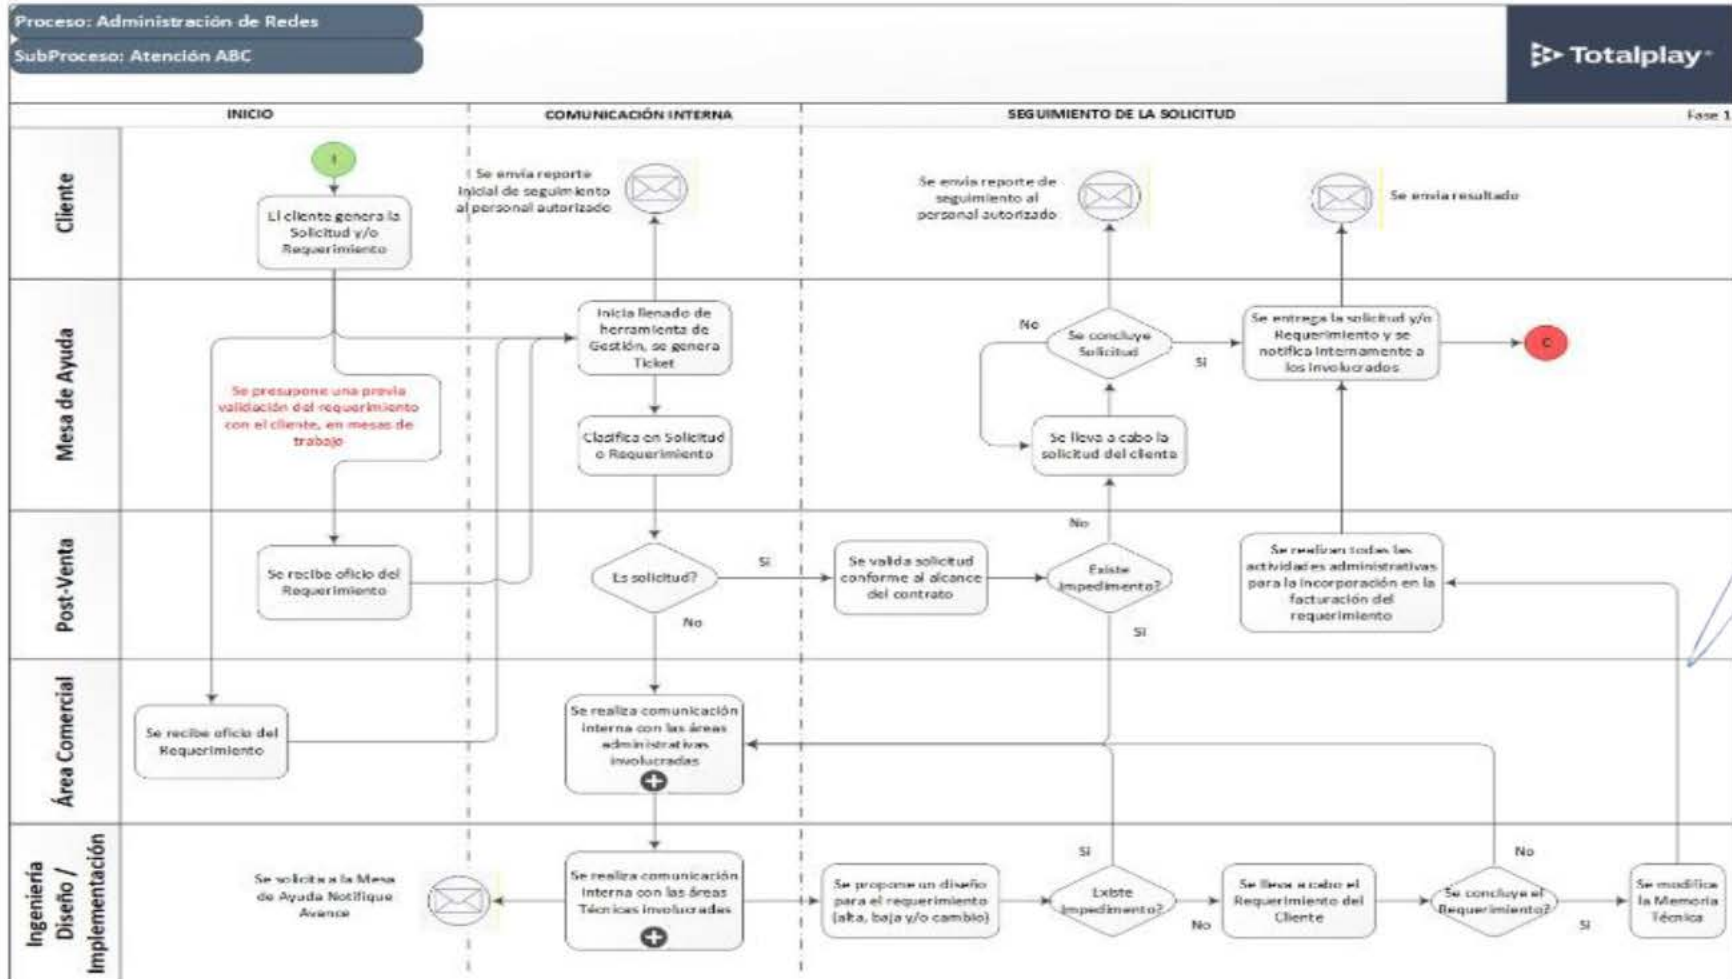 Proceso: Administración de Redes
SubProceso: Atención ABC
Totalplay
INICIO
COMUNICACIÓN INTERNA
SEGUIMIENTO DE LA SOLICITUD
Fase 1
Cliente
I
El cliente genera la
Solicitud y/o
Requerimiento
Se envía reporte
inicial de seguimiento
al personal autorizado
Se envia reporte de
seguimiento al
personal autorizado
Se envia resultado
Mesa de Ayuda
Se presupone una previa
validación del requerimiento
con el cliente, en mesas de
trabajo
Inicia llenado de
herramienta de
Gestión, se genera
Ticket
Clasifica en Solicitud
o Requerimiento
No
Se concluye
Solicitud
Si
Se entrega la solicitud y/o
Requerimiento y se
notifica internamente a
los involucrados
C
Se lleva a cabo la
solicitud del cliente
Post-Venta
Se recibe oficio del
Requerimiento
Es solicitud?
Si
No
Se valida solicitud
conforme al alcance
del contrato
No
Existe
Impedimento?
Si
Se realizan todas las
actividades administrativas
para la incorporación en la
facturación del
requerimiento
Área Comercial
Se recibe oficio del
Requerimiento
Se realiza comunicación
interna con las áreas
administrativas
involucradas
Ingeniería
Diseño /
Implementación
Se solicita a la Mesa
de Ayuda Notifique
Avance
Se realiza comunicación
interna con las áreas
Técnicas involucradas
Se propone un diseño
para el requerimiento
(alta, baja y/o cambio)
Si
Existe
Impedimento?
No
Se lleva a cabo el
Requerimiento del
Cliente
No
Se concluye el
Requerimiento?
Si
Se modifica
la Memoria
Técnica